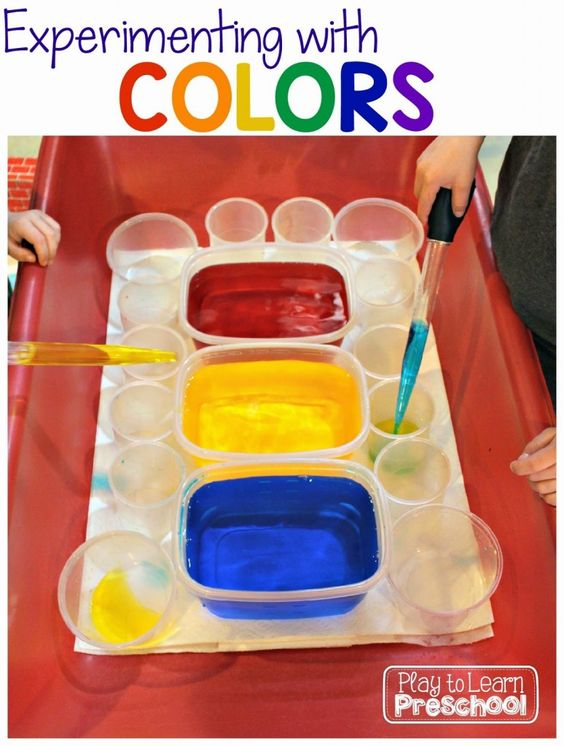 Experimenting with
COLORS
PLAY TO LEARN
PRESCHOOL